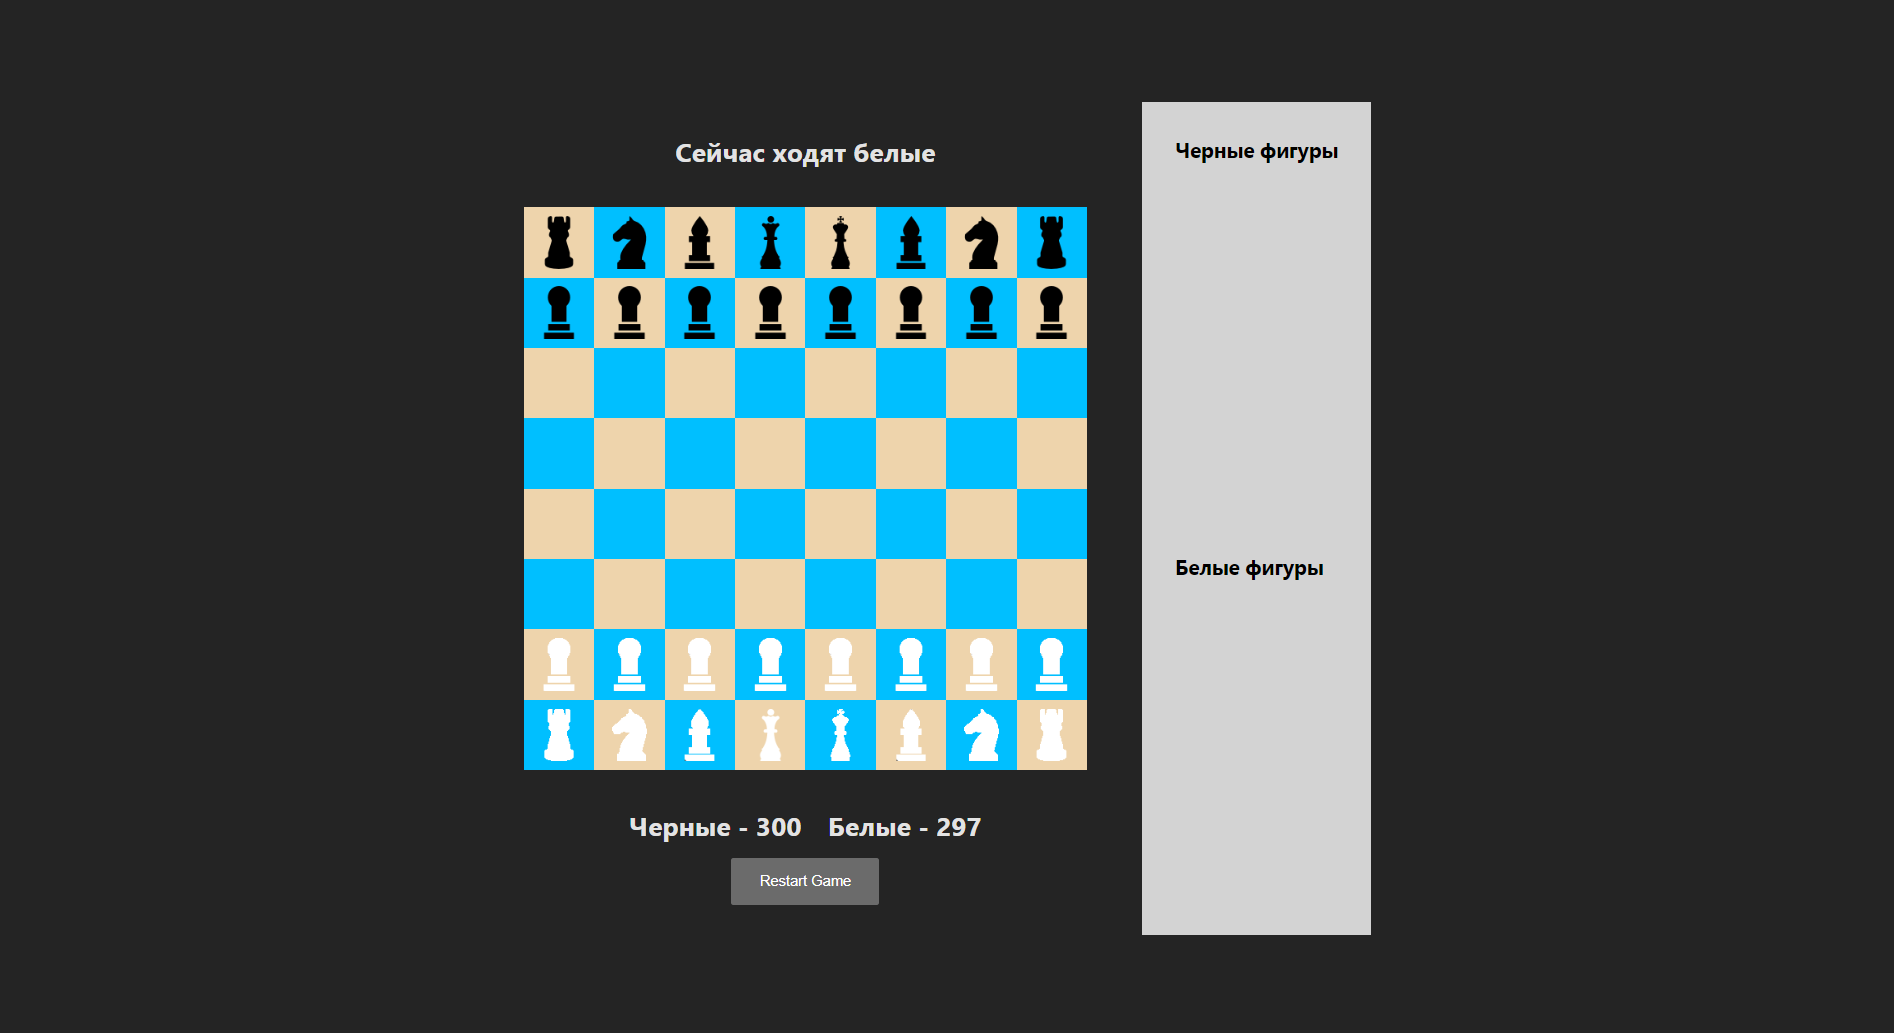 Сейчас ходят белые
Черные - 300 Белые - 297
Restart Game
Черные фигуры
Белые фигуры